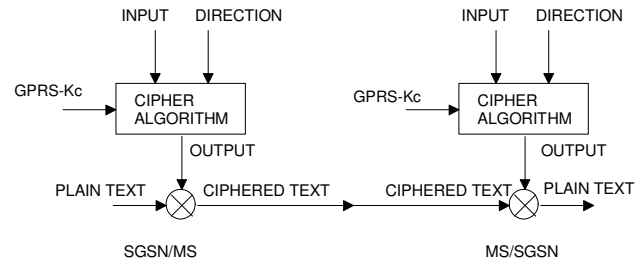 INPUT DIRECTION INPUT DIRECTION
GPRS-Kc GPRS-Kc
CIPHER CIPHER
ALGORITHM ALGORITHM
OUTPUT OUTPUT
PLAIN TEXT CIPHERED TEXT CIPHERED TEXT PLAIN TEXT
SGSN/MS MS/SGSN